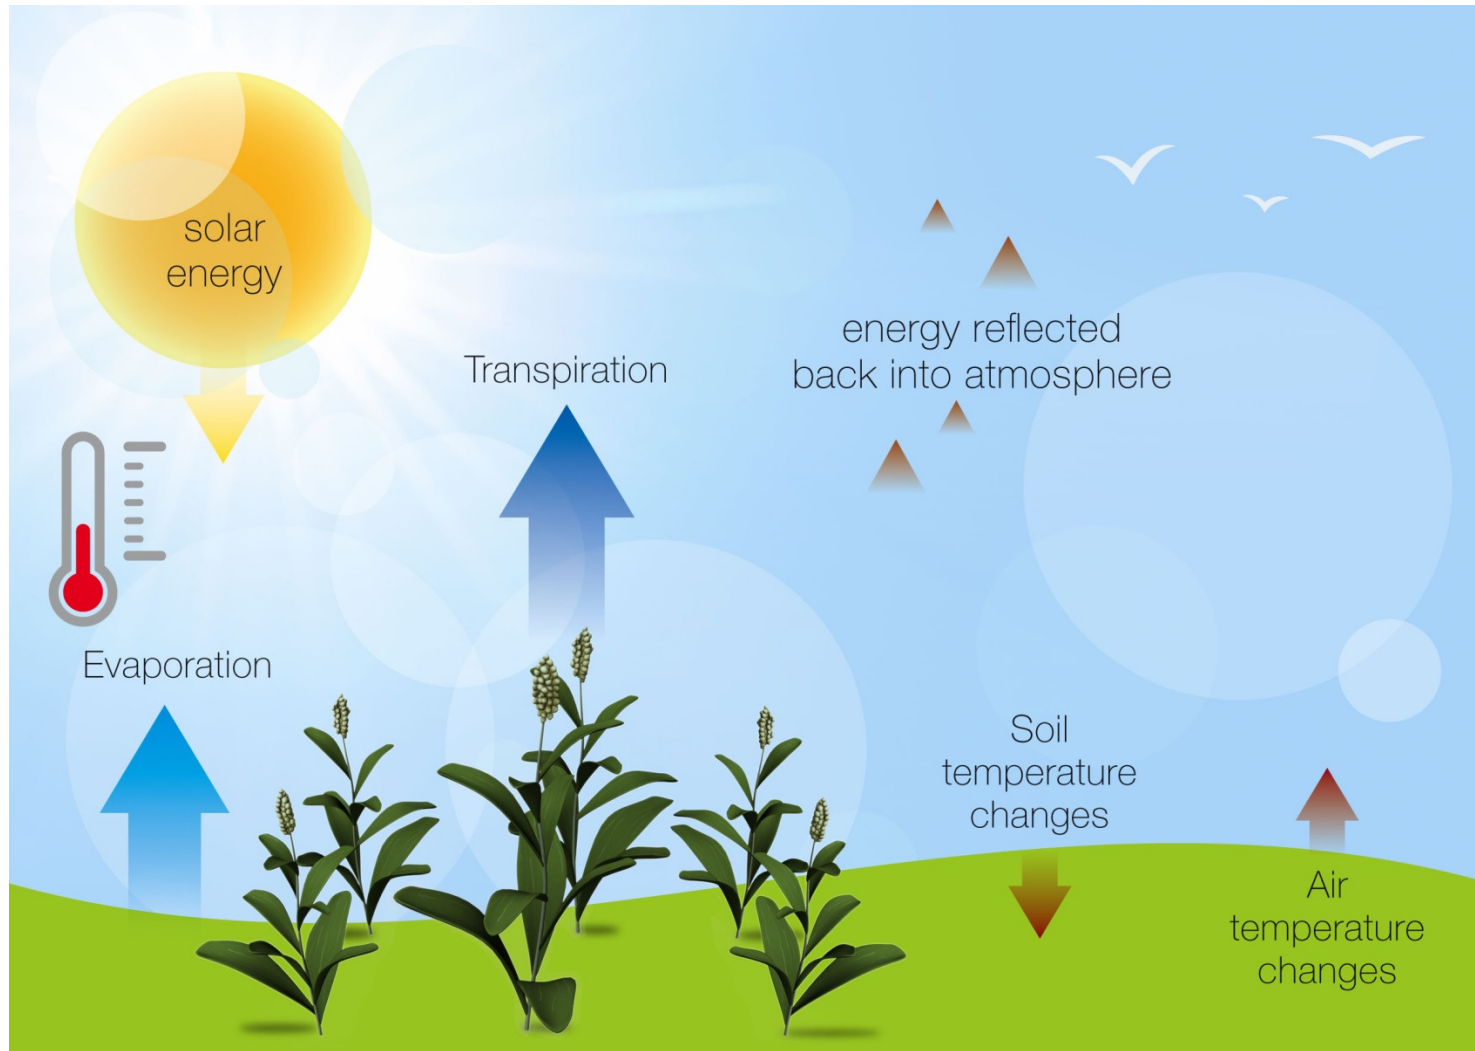 solar
energy
Transpiration
energy reflected
back into atmosphere
Evaporation
Soil
temperature
changes
Air
temperature
changes